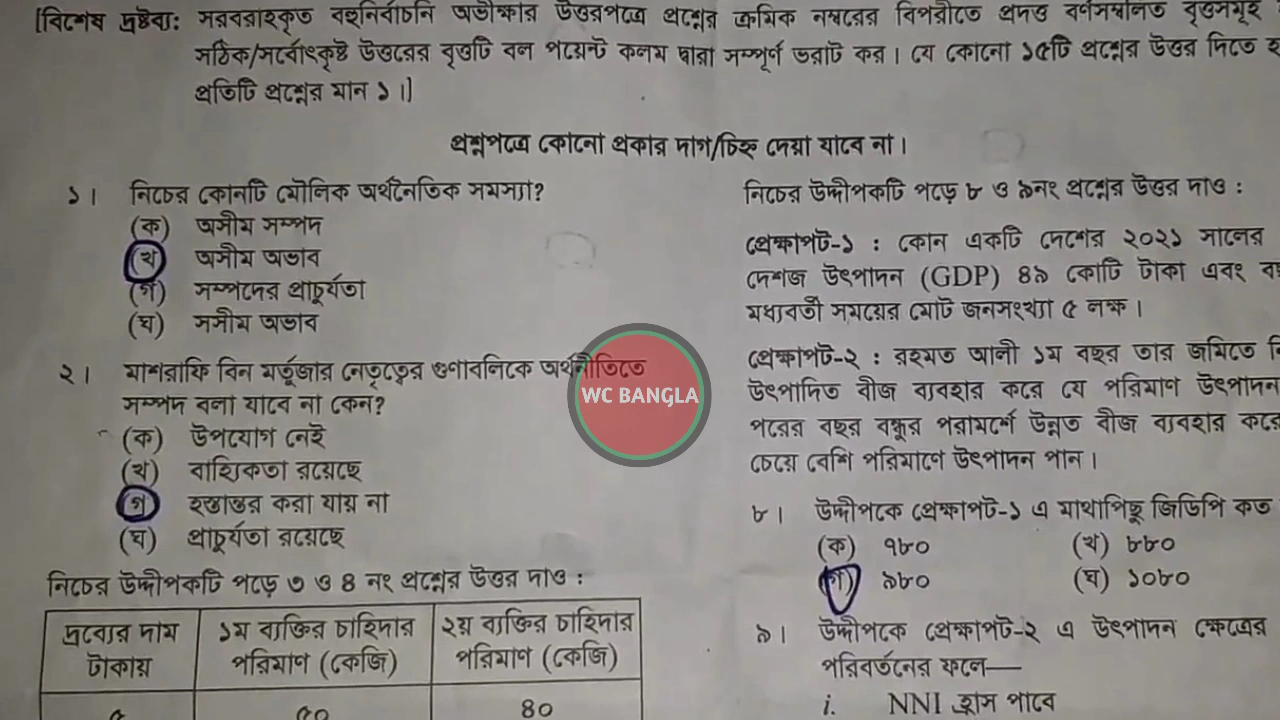 [বিশেষ দ্রষ্টব্য: সরবরাহকৃত বহুনির্বাচনি অভীক্ষার উত্তরপত্রে প্রশ্নের ক্রমিক নম্বরের বিপরীতে প্রদত্ত বর্ণসম্বলিত বৃত্তসমূহ
সঠিক/সর্বোৎকৃষ্ট উত্তরের বৃত্তটি বল পয়েন্ট কলম দ্বারা সম্পূর্ণ ভরাট কর। যে কোনো ১৫টি প্রশ্নের উত্তর দিতে
প্রতিটি প্রশ্নের মান ১।]
প্রশ্নপত্রে কোনো প্রকার দাগ/চিহ্ন দেয়া যাবে না।
১। নিচের কোনটি মৌলিক অর্থনৈতিক সমস্যা?
(ক) অসীম সম্পদ
(খ) অসীম অভাব
(গ) সম্পদের প্রাচুর্যতা
(ঘ) সসীম অভাব
২। মাশরাফি বিন মর্তুজার নেতৃত্বের গুণাবলিকে অর্থনীতিতে
সম্পদ বলা যাবে না কেন?
(ক) উপযোগ নেই
(খ) বাহ্যিকতা রয়েছে
(গ) হস্তান্তর করা যায় না
(ঘ) প্রাচুর্যতা রয়েছে
নিচের উদ্দীপকটি পড়ে ৩ ও ৪ নং প্রশ্নের উত্তর দাও :
দ্রব্যের দাম টাকায় ১ম ব্যক্তির চাহিদার পরিমাণ (কেজি) ২য় ব্যক্তির চাহিদার পরিমাণ (কেজি)
৫ ৫০ ৪০
নিচের উদ্দীপকটি পড়ে ৮ ও ৯নং প্রশ্নের উত্তর দাও :
প্রেক্ষাপট-১ : কোন একটি দেশের ২০২১ সালের
দেশজ উৎপাদন (GDP) ৪৯ কোটি টাকা এবং
মধ্যবর্তী সময়ের মোট জনসংখ্যা ৫ লক্ষ।
প্রেক্ষাপট-২ : রহমত আলী ১ম বছর তার জমিতে
উৎপাদিত বীজ ব্যবহার করে যে পরিমাণ উৎপাদন
পরের বছর বন্ধুর পরামর্শে উন্নত বীজ ব্যবহার করে
চেয়ে বেশি পরিমাণে উৎপাদন পান।
৮। উদ্দীপকে প্রেক্ষাপট-১ এ মাথাপিছু জিডিপি কত
(ক) ৭৮০ (খ) ৮৮০
(গ) ৯৮০ (ঘ) ১০৮০
৯। উদ্দীপকে প্রেক্ষাপট-২ এ উৎপাদন ক্ষেত্রের
পরিবর্তনের ফলে—
i. NNI হ্রাস পাবে
WC BANGLA